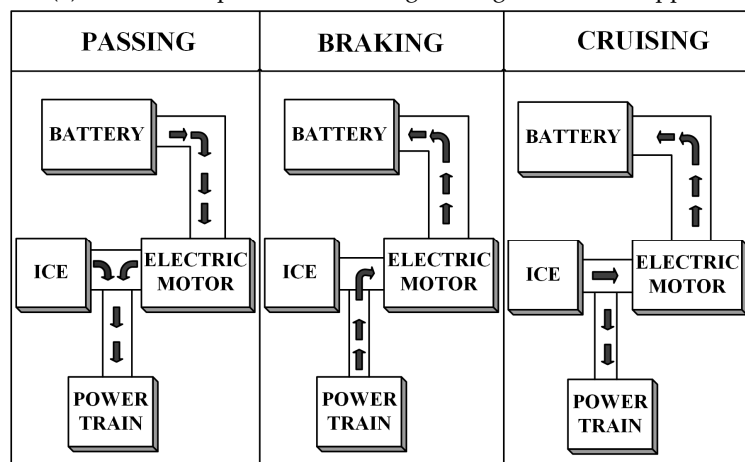 PASSING
BRAKING
CRUISING
BATTERY
ICE
ELECTRIC
MOTOR
POWER
TRAIN
BATTERY
ICE
ELECTRIC
MOTOR
POWER
TRAIN
BATTERY
ICE
ELECTRIC
MOTOR
POWER
TRAIN